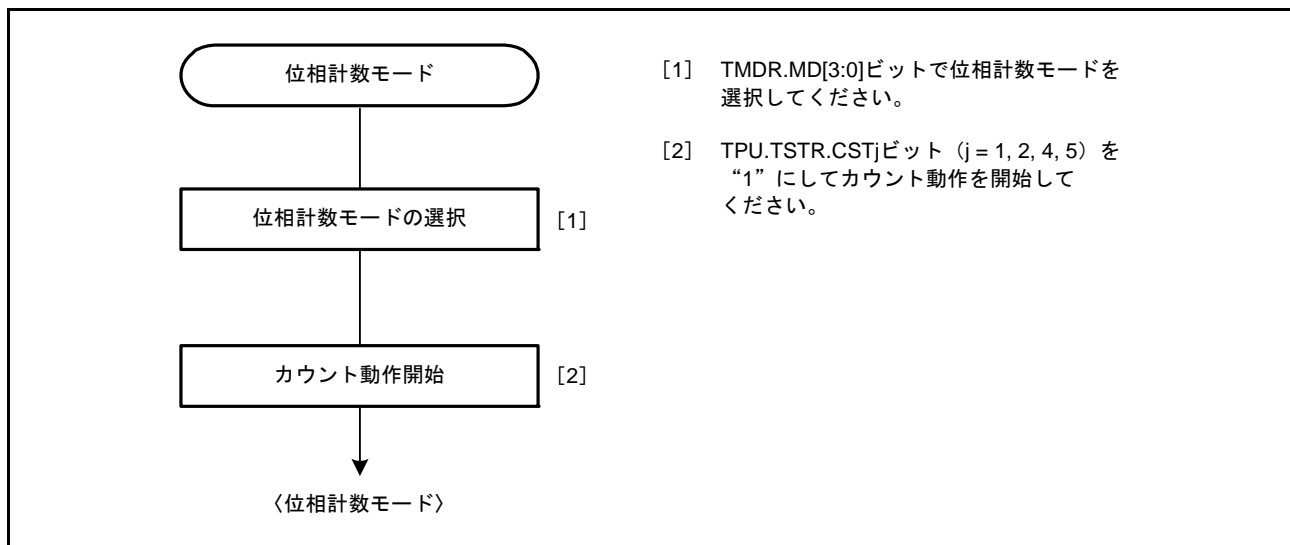 位相計数モード
位相計数モードの選択
[1]
カウント動作開始
[2]
〈位相計数モード〉
[1] TMDR.MD[3:0]ビットで位相計数モードを
選択してください。
[2] TPU.TSTR.CSTjビット（j = 1, 2, 4, 5）を
“1”にしてカウント動作を開始して
ください。